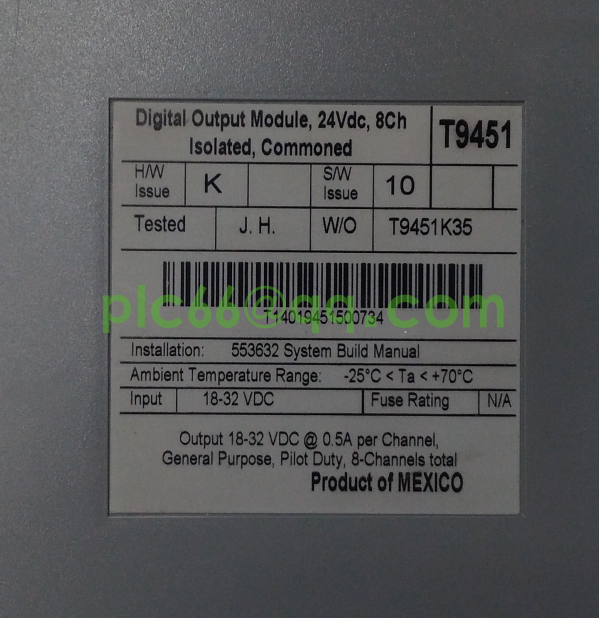 Digital Output Module, 24Vdc, 8Ch
Isolated, Commoned
T9451
H/W Issue K S/W Issue 10
Tested J. H. W/O T9451K35
plc66@qq.com
T14019451500734
Installation: 553632 System Build Manual
Ambient Temperature Range: -25°C < Ta < +70°C
Input 18-32 VDC Fuse Rating N/A
Output 18-32 VDC @ 0.5A per Channel,
General Purpose, Pilot Duty, 8-Channels total
Product of MEXICO